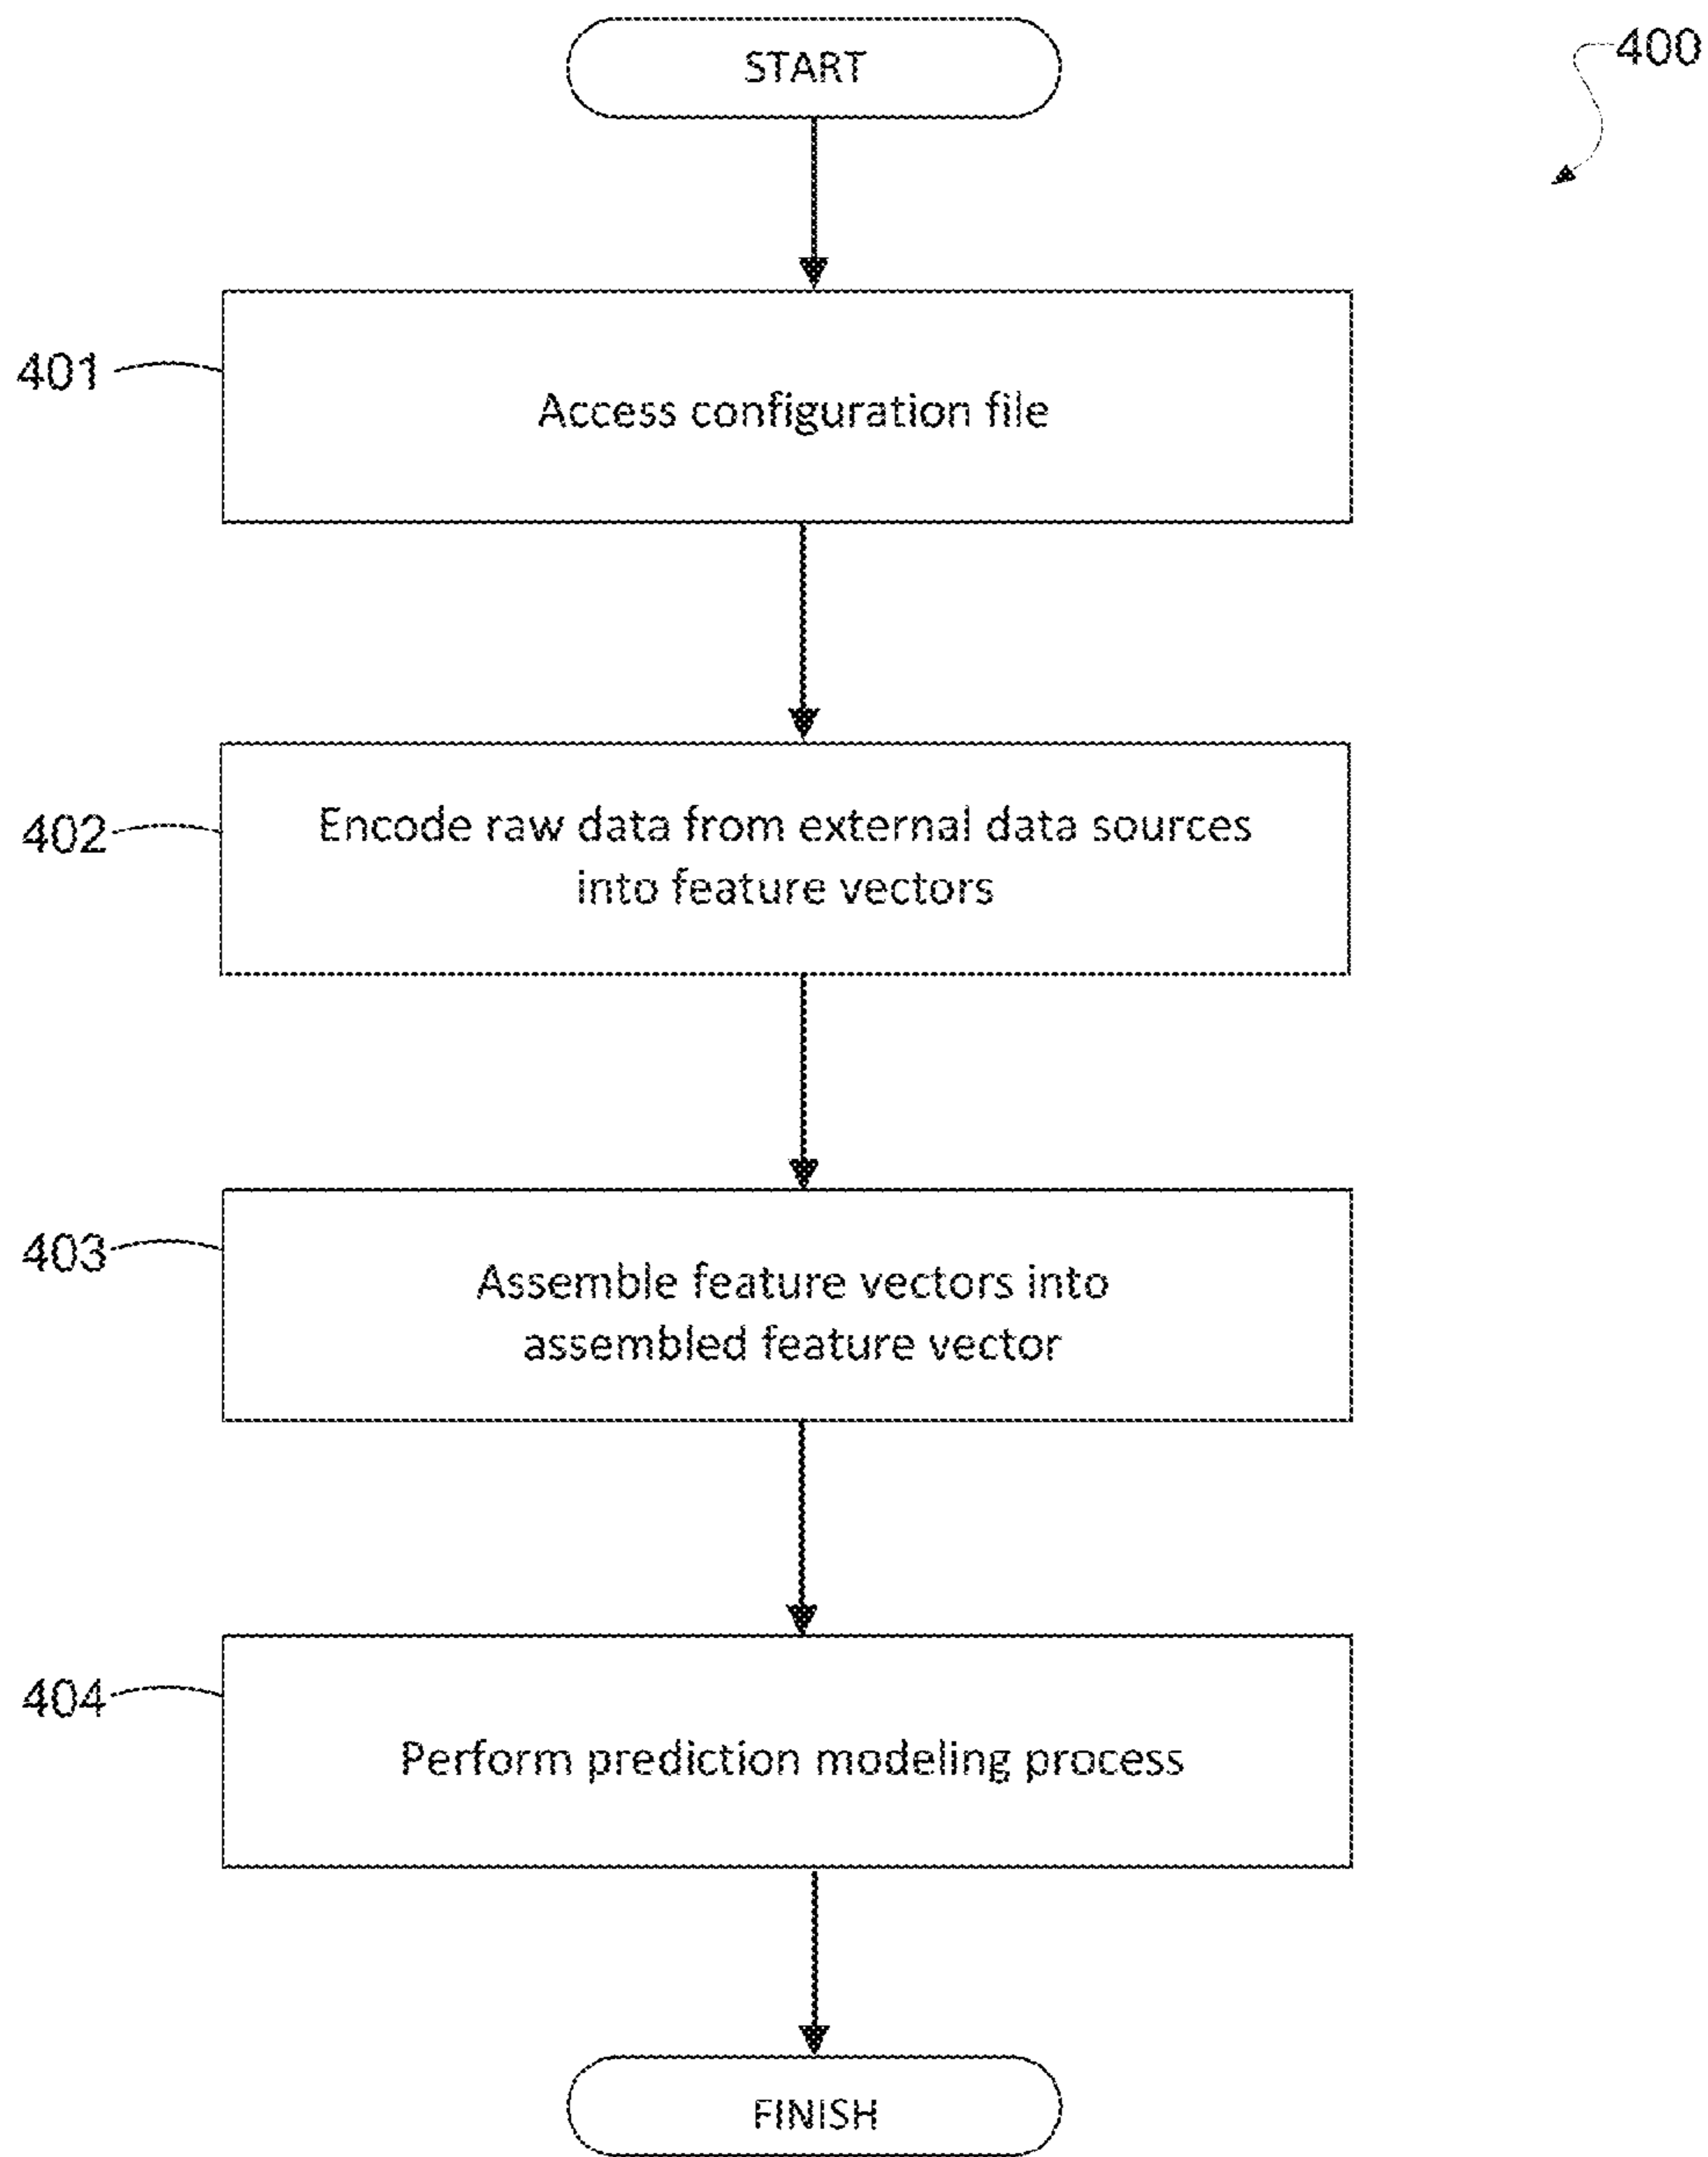 START
400
401
Access configuration file
402
Encode raw data from external data sources
into feature vectors
403
Assemble feature vectors into
assembled feature vector
404
Perform prediction modeling process
FINISH